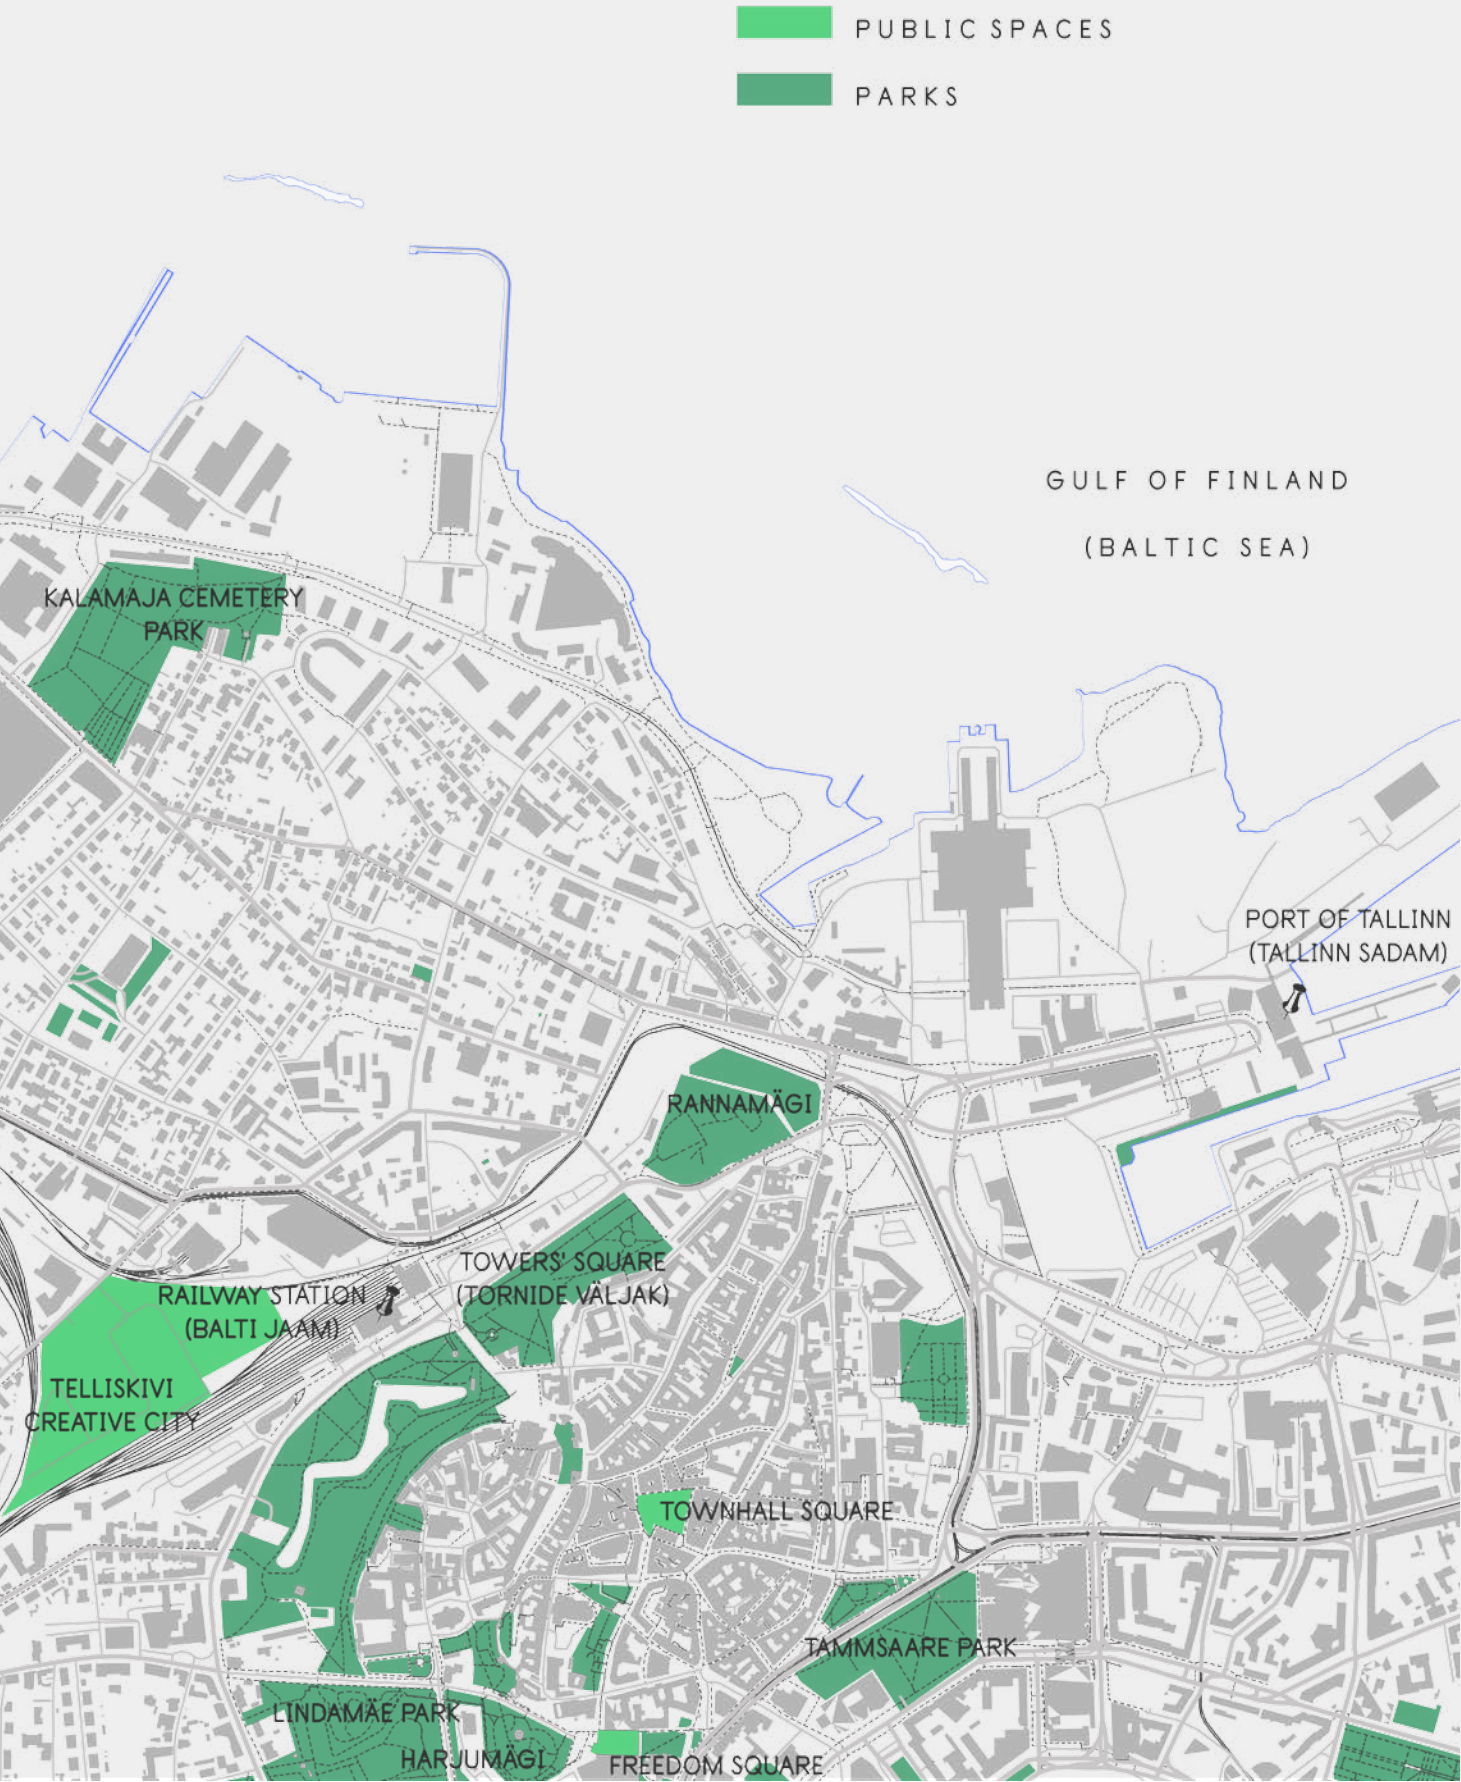 PUBLIC SPACES
PARKS
GULF OF FINLAND
(BALTIC SEA)
KALAMAJA CEMETERY
PARK
PORT OF TALLINN
(TALLINN SADAM)
RANNAMÄGI
TOWERS' SQUARE
(TORNIDE VÄLJAK)
RAILWAY STATION
(BALTI JAAM)
TELLISKIVI
CREATIVE CITY
TOWNHALL SQUARE
TAMMSAARE PARK
LINDAMÄE PARK
HARJUMÄGI
FREEDOM SQUARE